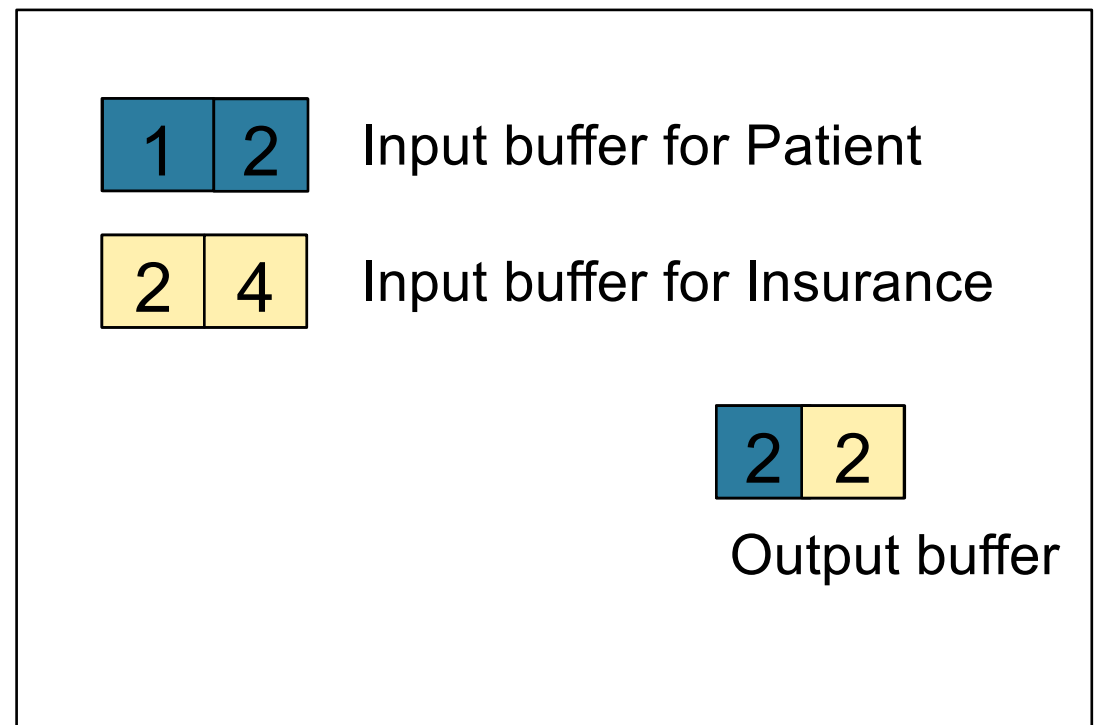 1 2 Input buffer for Patient
2 4 Input buffer for Insurance
2 2
Output buffer